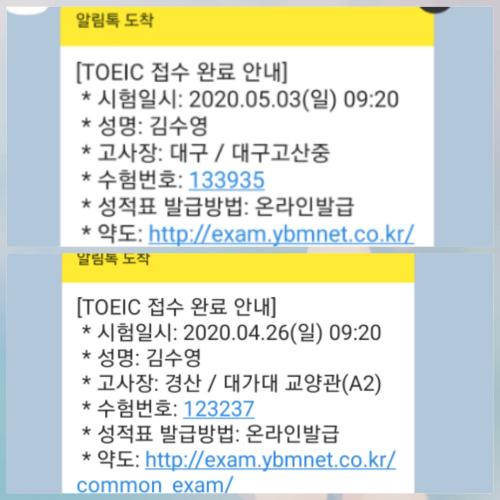 알림톡 도착
[TOEIC 접수 완료 안내]
* 시험일시: 2020.05.03(일) 09:20
* 성명: 김수영
* 고사장: 대구 / 대구고산중
* 수험번호: 133935
* 성적표 발급방법: 온라인발급
* 약도: http://exam.ybmnet.co.kr/
알림톡 도착
[TOEIC 접수 완료 안내]
* 시험일시: 2020.04.26(일) 09:20
* 성명: 김수영
* 고사장: 경산 / 대가대 교양관(A2)
* 수험번호: 123237
* 성적표 발급방법: 온라인발급
* 약도: http://exam.ybmnet.co.kr/
common_exam/